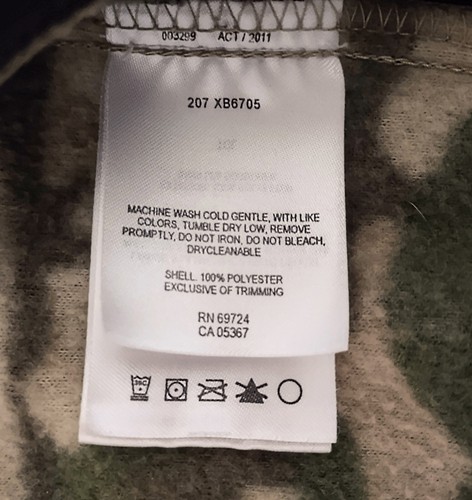 003299 ACT / 2011
207 XB6705
MACHINE WASH COLD GENTLE, WITH LIKE
COLORS, TUMBLE DRY LOW, REMOVE
PROMPTLY, DO NOT IRON, DO NOT BLEACH,
DRYCLEANABLE
SHELL. 100% POLYESTER
EXCLUSIVE OF TRIMMING
RN 69724
CA 05367
30C